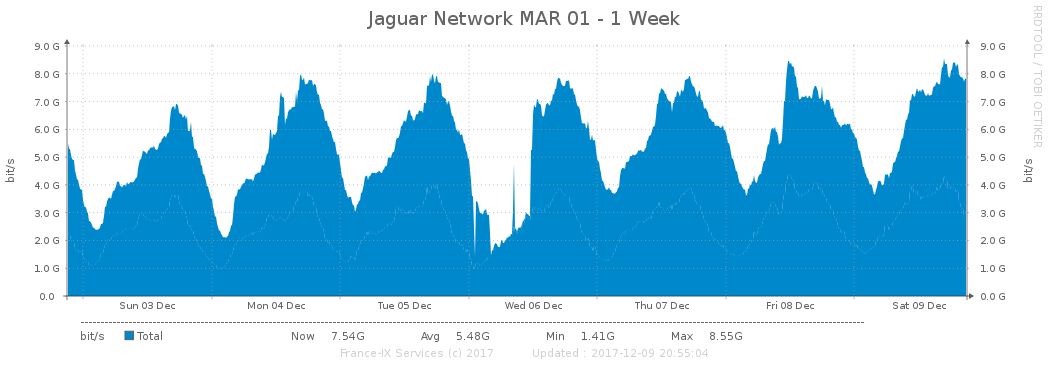 Jaguar Network MAR 01 - 1 Week
RRDTOOL / TOBI OETIKER
9.0 G 9.0 G
8.0 G 8.0 G
7.0 G 7.0 G
6.0 G 6.0 G
5.0 G 5.0 G
4.0 G 4.0 G
3.0 G 3.0 G
2.0 G 2.0 G
1.0 G 1.0 G
0.0 0.0 G
bit/s bit/s
Sun 03 Dec Mon 04 Dec Tue 05 Dec Wed 06 Dec Thu 07 Dec Fri 08 Dec Sat 09 Dec
bit/s Total Now 7.54G Avg 5.48G Min 1.41G Max 8.55G
France-IX Services (c) 2017 Updated : 2017-12-09 20:55:04